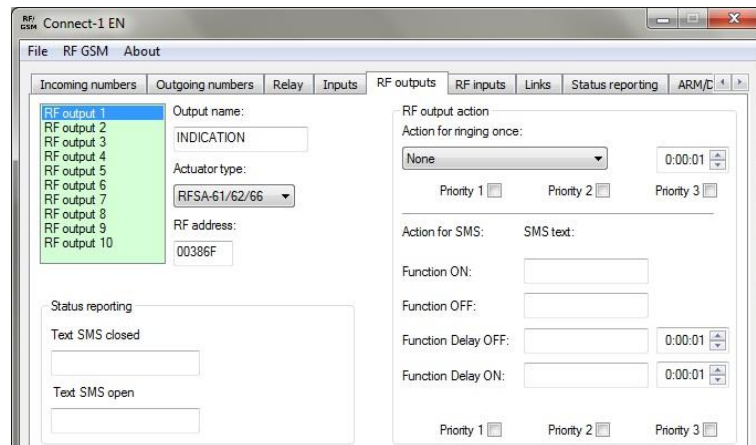 RF/
GSM Connect-1 EN
File RF GSM About
Incoming numbers Outgoing numbers Relay Inputs RF outputs RF inputs Links Status reporting ARM/D
RF output 1
RF output 2
RF output 3
RF output 4
RF output 5
RF output 6
RF output 7
RF output 8
RF output 9
RF output 10
Output name:
INDICATION
Actuator type:
RFSA-61/62/66
RF address:
00386F
Status reporting
Text SMS closed
Text SMS open
RF output action
Action for ringing once:
None 0:00:01
Priority 1 Priority 2 Priority 3
Action for SMS: SMS text:
Function ON:
Function OFF:
Function Delay OFF: 0:00:01
Function Delay ON: 0:00:01
Priority 1 Priority 2 Priority 3